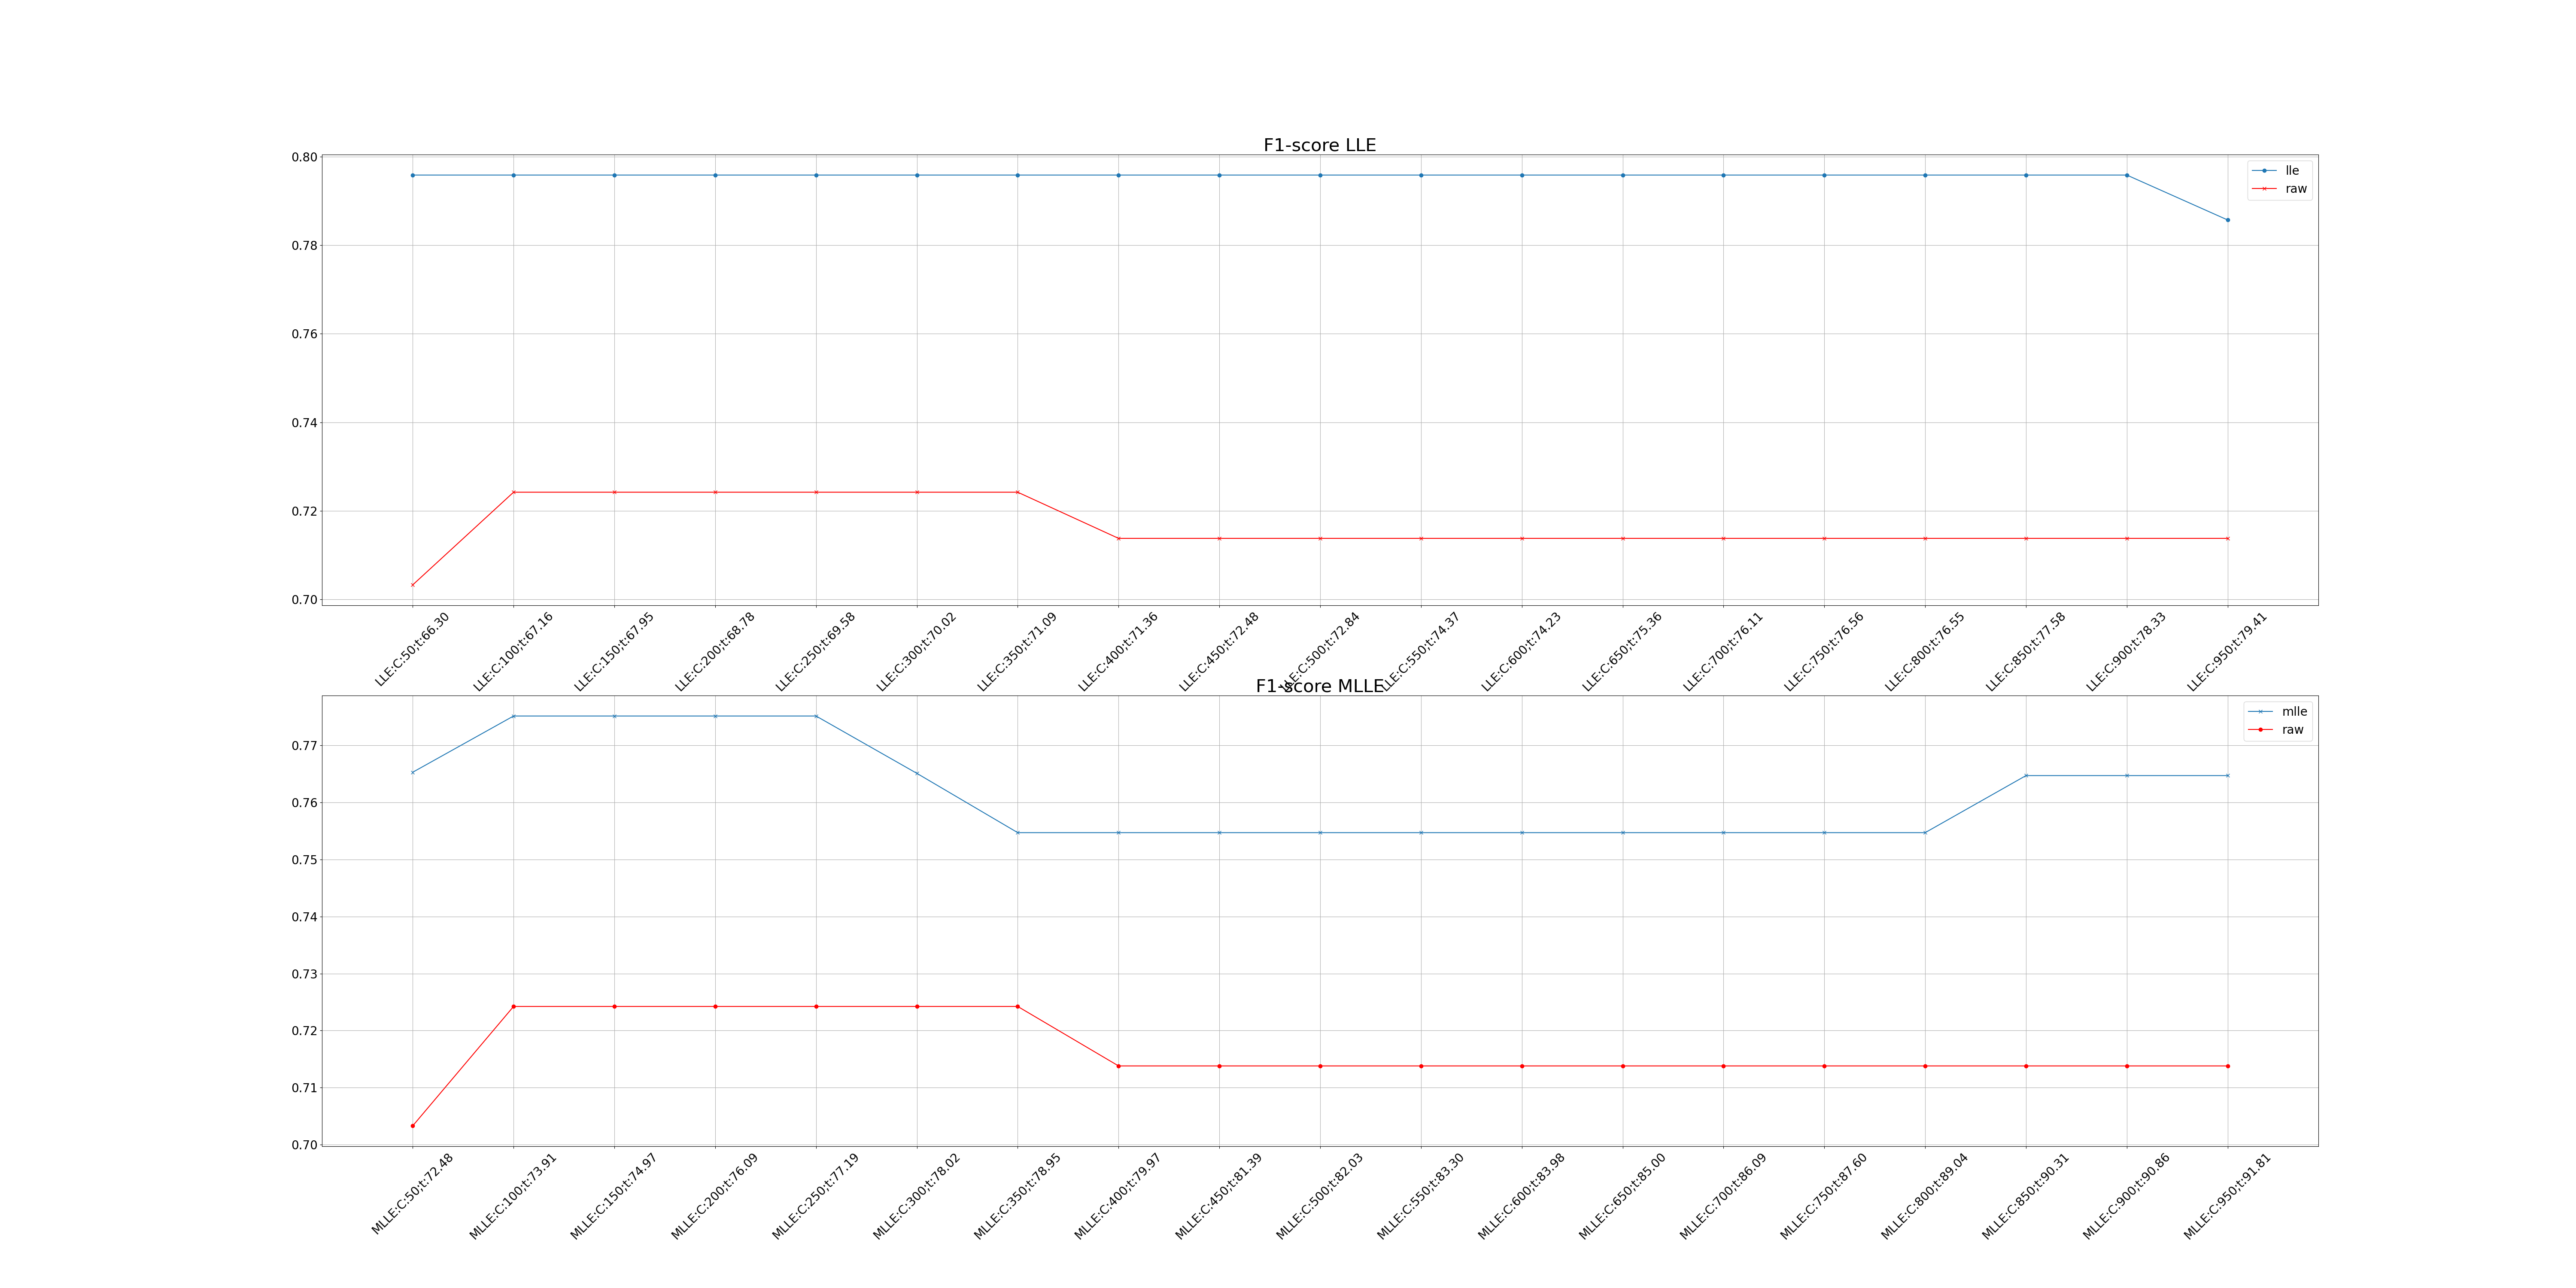 F1-score LLE
0.80
0.78
0.76
0.74
0.72
0.70
lle
raw
LLE:C:50;t:66.30
LLE:C:100;t:67.16
LLE:C:150;t:67.95
LLE:C:200;t:68.78
LLE:C:250;t:69.58
LLE:C:300;t:70.02
LLE:C:350;t:71.09
LLE:C:400;t:71.36
LLE:C:450;t:72.48
LLE:C:500;t:72.84
LLE:C:550;t:74.37
LLE:C:600;t:74.23
LLE:C:650;t:75.36
LLE:C:700;t:76.11
LLE:C:750;t:76.56
LLE:C:800;t:76.55
LLE:C:850;t:77.58
LLE:C:900;t:78.33
LLE:C:950;t:79.41
F1-score MLLE
0.77
0.76
0.75
0.74
0.73
0.72
0.71
0.70
mlle
raw
MLLE:C:50;t:72.48
MLLE:C:100;t:73.91
MLLE:C:150;t:74.97
MLLE:C:200;t:76.09
MLLE:C:250;t:77.19
MLLE:C:300;t:78.02
MLLE:C:350;t:78.95
MLLE:C:400;t:79.97
MLLE:C:450;t:81.39
MLLE:C:500;t:82.03
MLLE:C:550;t:83.30
MLLE:C:600;t:83.98
MLLE:C:650;t:85.00
MLLE:C:700;t:86.09
MLLE:C:750;t:87.60
MLLE:C:800;t:89.04
MLLE:C:850;t:90.31
MLLE:C:900;t:90.86
MLLE:C:950;t:91.81